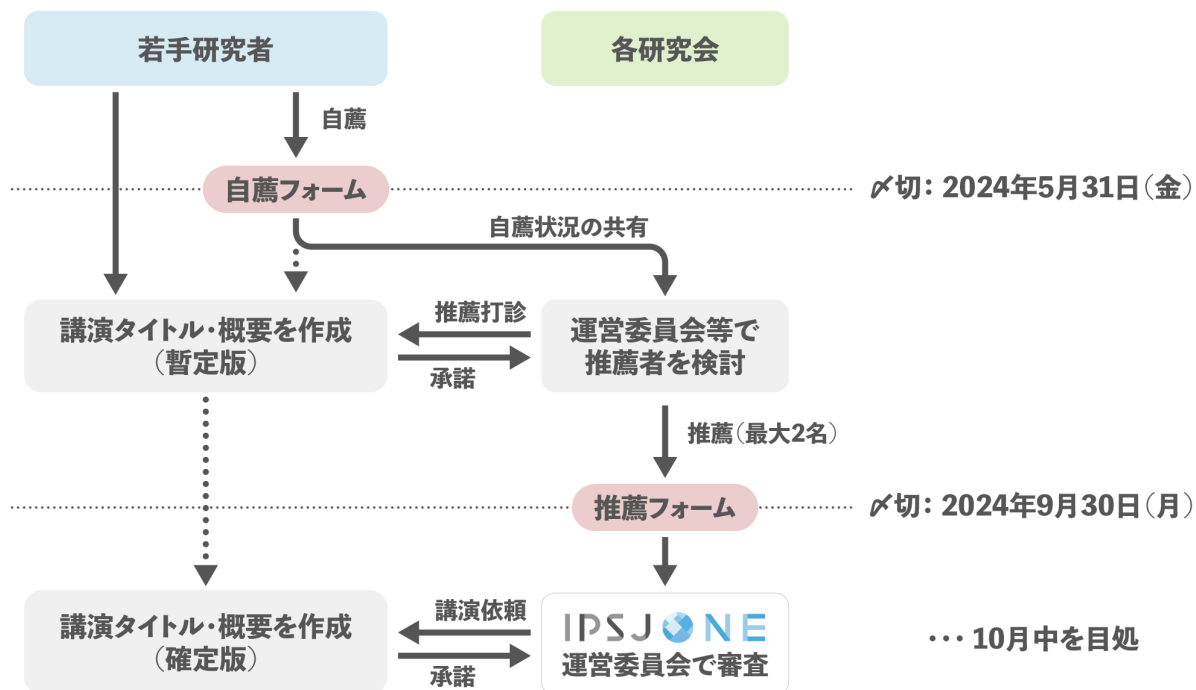 若手研究者
各研究会
自薦
自薦フォーム
〆切：2024年5月31日（金）
自薦状況の共有
講演タイトル・概要を作成
（暫定版）
推薦打診
承諾
運営委員会等で
推薦者を検討
推薦（最大2名）
推薦フォーム
〆切：2024年9月30日（月）
講演タイトル・概要を作成
（確定版）
講演依頼
承諾
IPSJ ONE
運営委員会で審査
･･･ 10月中を目処